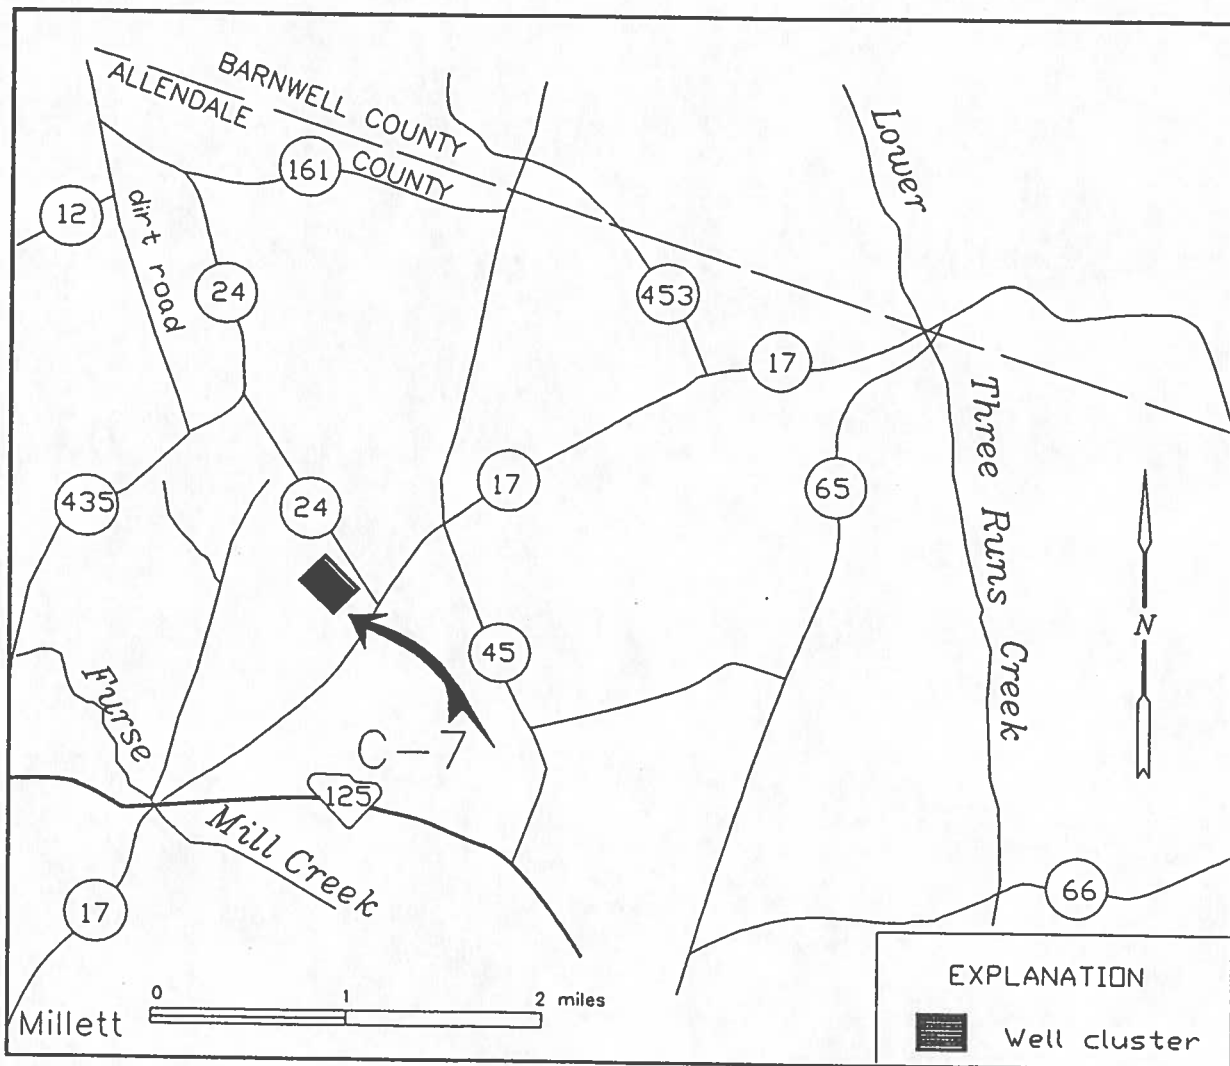 BARNWELL COUNTY
ALLENDALE COUNTY
161
12
dirt road
24
453
17
Lower Three Runs Creek
435
24
17
65
N
45
Furse Mill Creek
C-7
125
17
66
0 1 2 miles
Millett
EXPLANATION
Well cluster